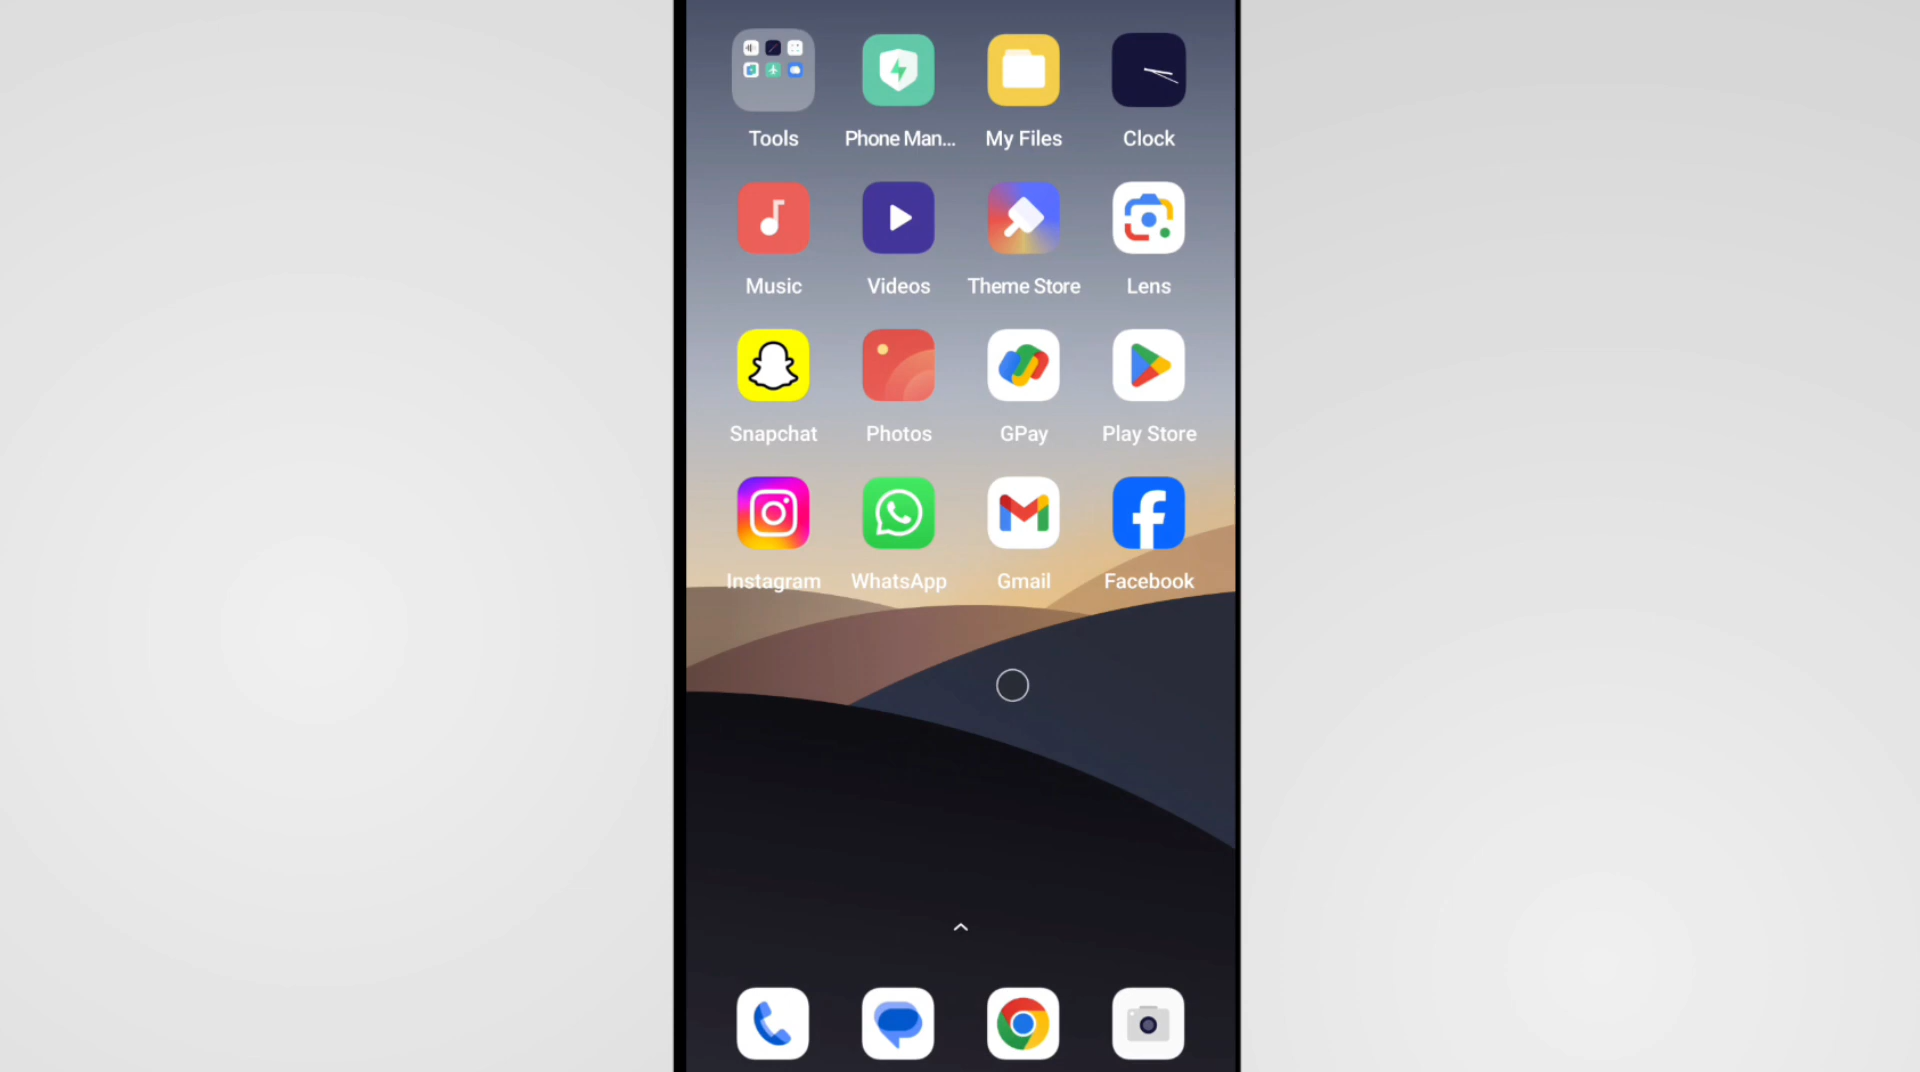 Tools Phone Man... My Files Clock
Music Videos Theme Store Lens
Snapchat Photos GPay Play Store
Instagram WhatsApp Gmail Facebook